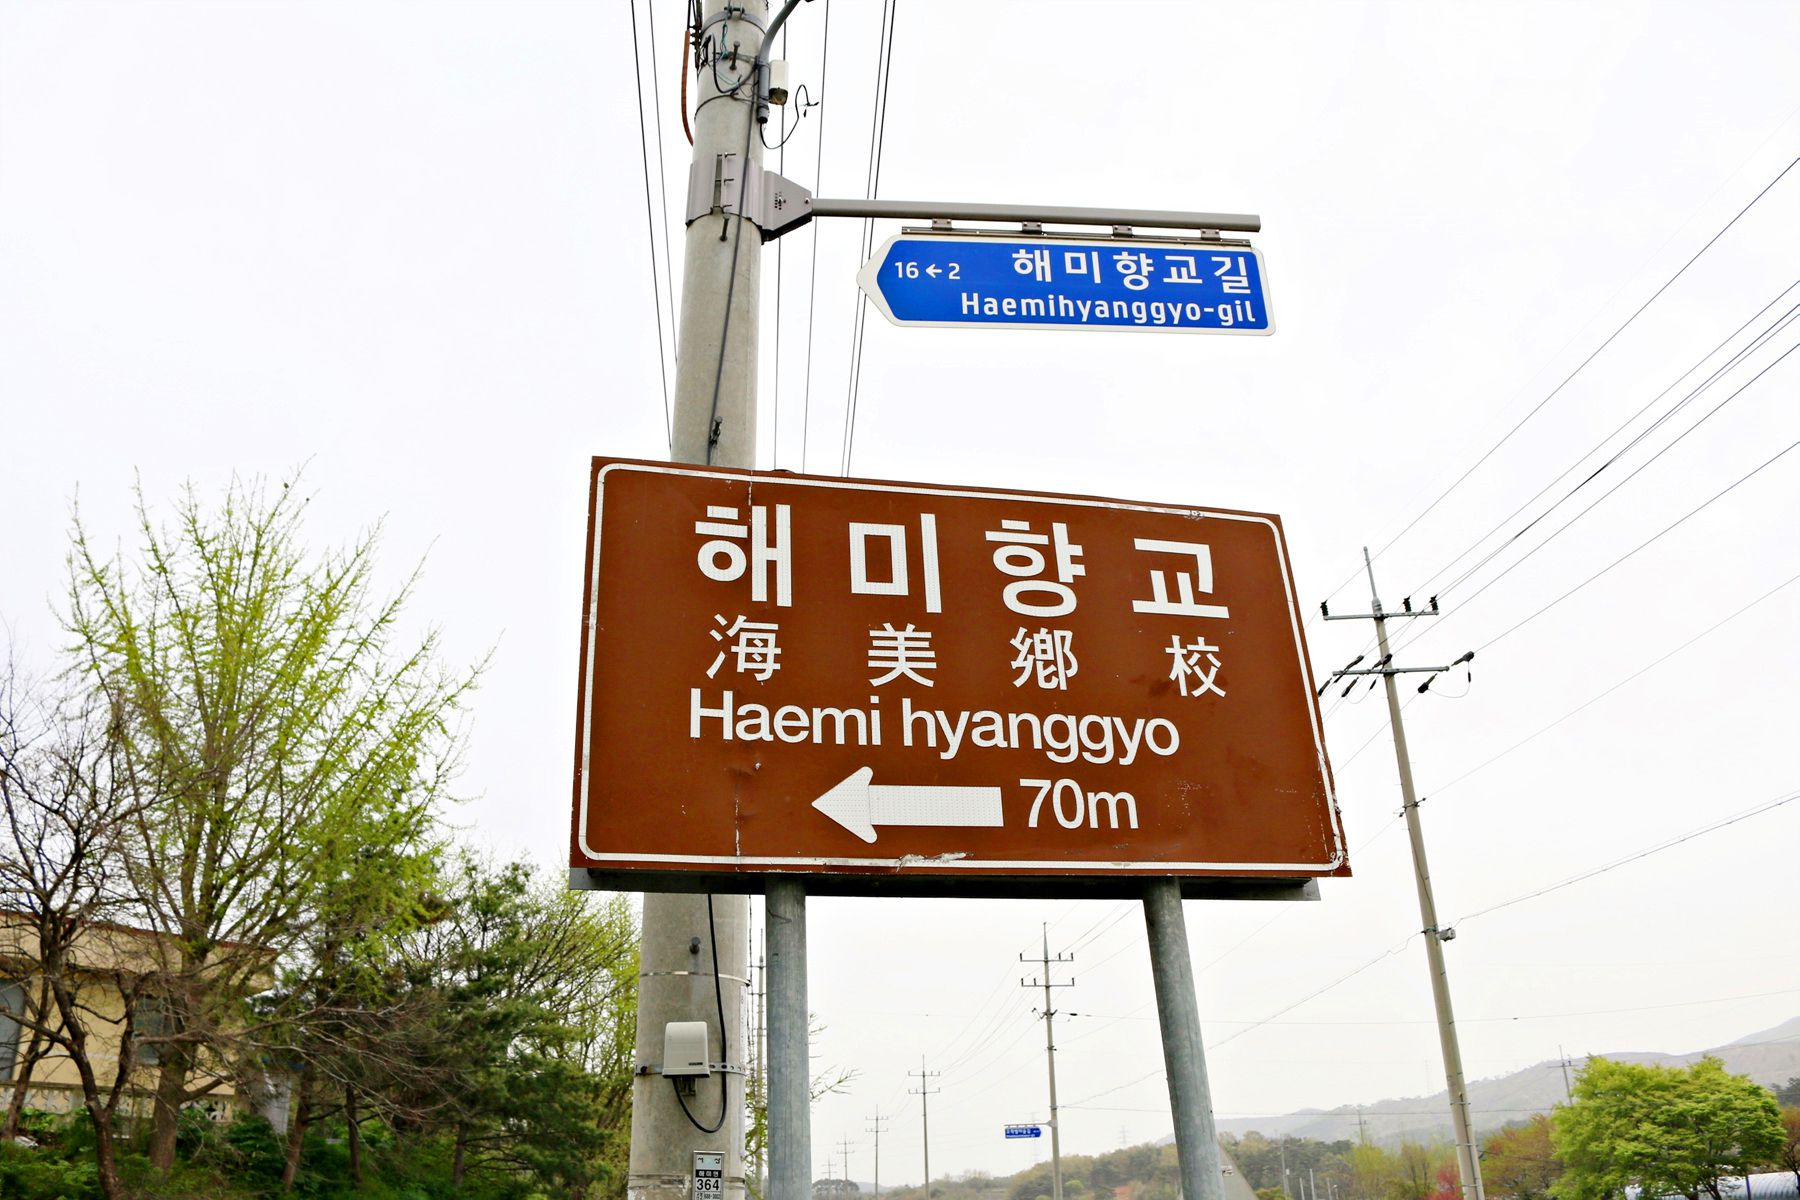 16 ← 2 해미향교길
Haemihyanggyo-gil
해미향교
海美鄕校
Haemi hyanggyo
← 70m
364